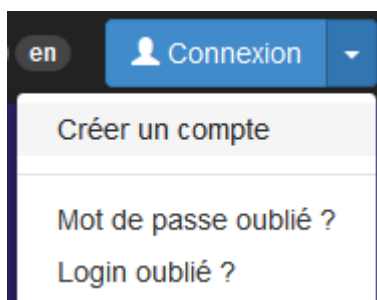 en Connexion
Créer un compte
Mot de passe oublié ?
Login oublié ?